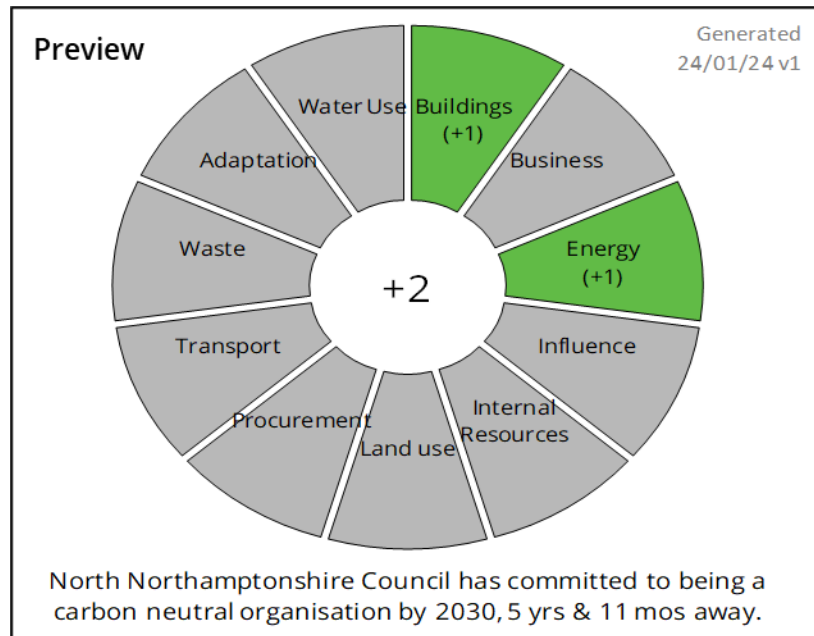 Preview
Generated
24/01/24 v1
Water Use
Buildings
(+1)
Adaptation
Business
Waste
Energy
(+1)
+2
Transport
Influence
Procurement
Internal
Resources
Land use
North Northamptonshire Council has committed to being a
carbon neutral organisation by 2030, 5 yrs & 11 mos away.